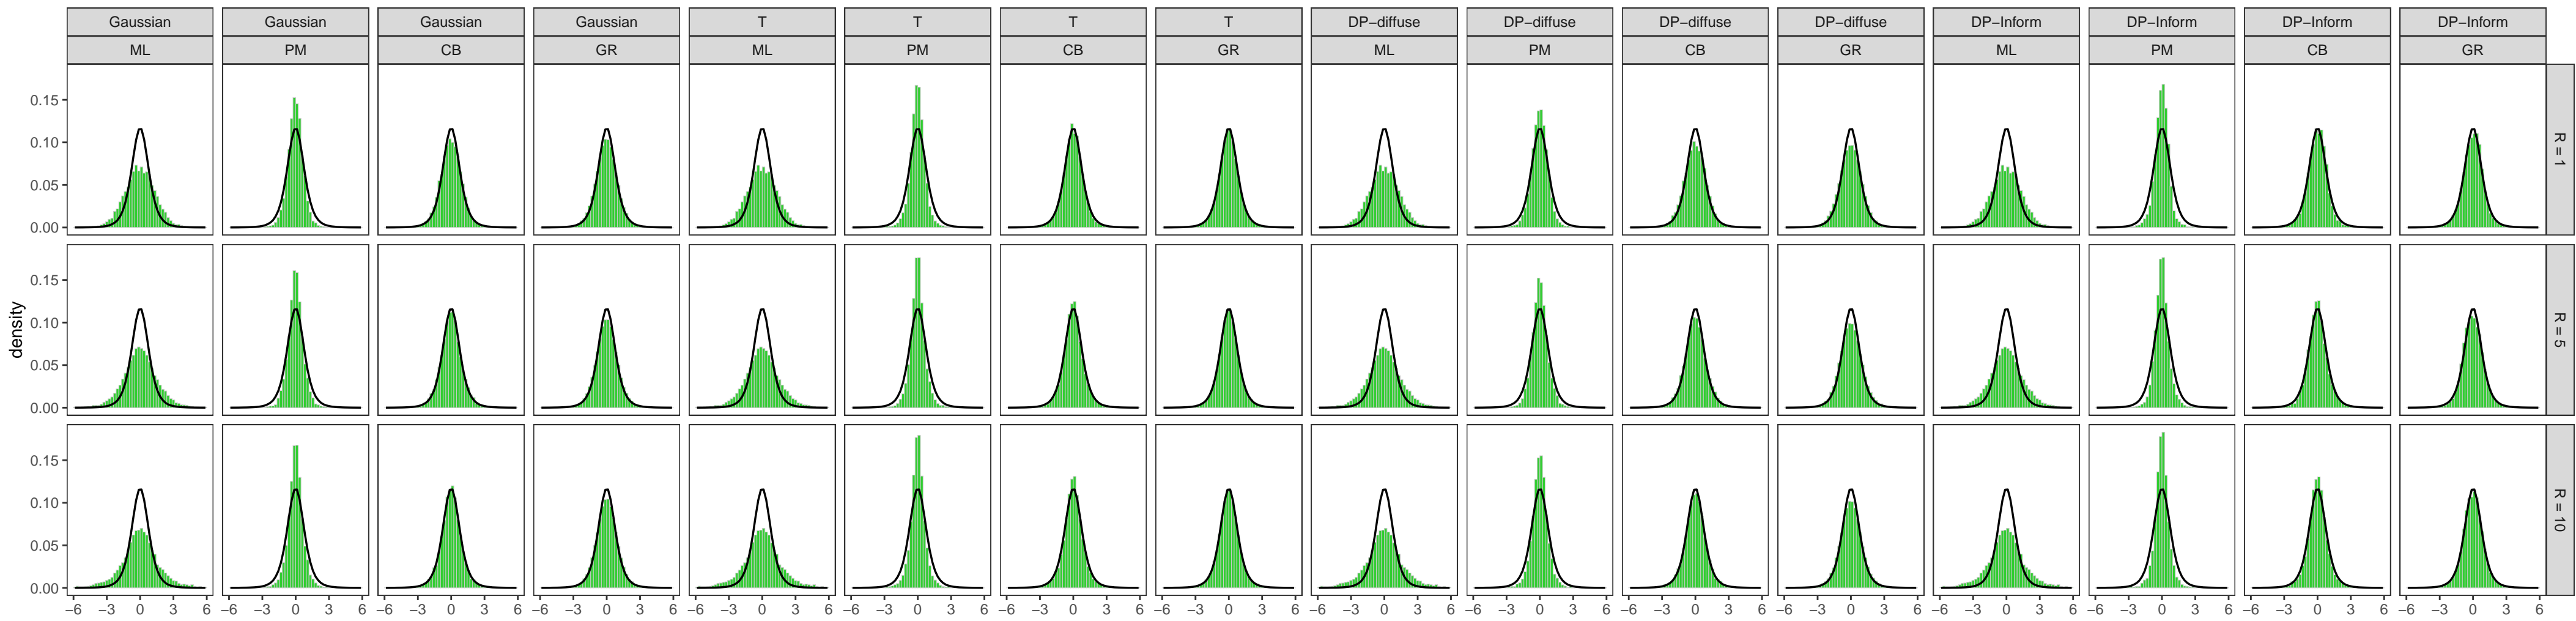 Gaussian Gaussian Gaussian Gaussian T T T T DP−diffuse DP−diffuse DP−diffuse DP−diffuse DP−Inform DP−Inform DP−Inform DP−Inform
ML PM CB GR ML PM CB GR ML PM CB GR ML PM CB GR
0.15
0.10
0.05
0.00
R = 1
density
0.15
0.10
0.05
0.00
R = 5
0.15
0.10
0.05
0.00
R = 10
−6 −3 0 3 6 −6 −3 0 3 6 −6 −3 0 3 6 −6 −3 0 3 6 −6 −3 0 3 6 −6 −3 0 3 6 −6 −3 0 3 6 −6 −3 0 3 6 −6 −3 0 3 6 −6 −3 0 3 6 −6 −3 0 3 6 −6 −3 0 3 6 −6 −3 0 3 6 −6 −3 0 3 6 −6 −3 0 3 6 −6 −3 0 3 6